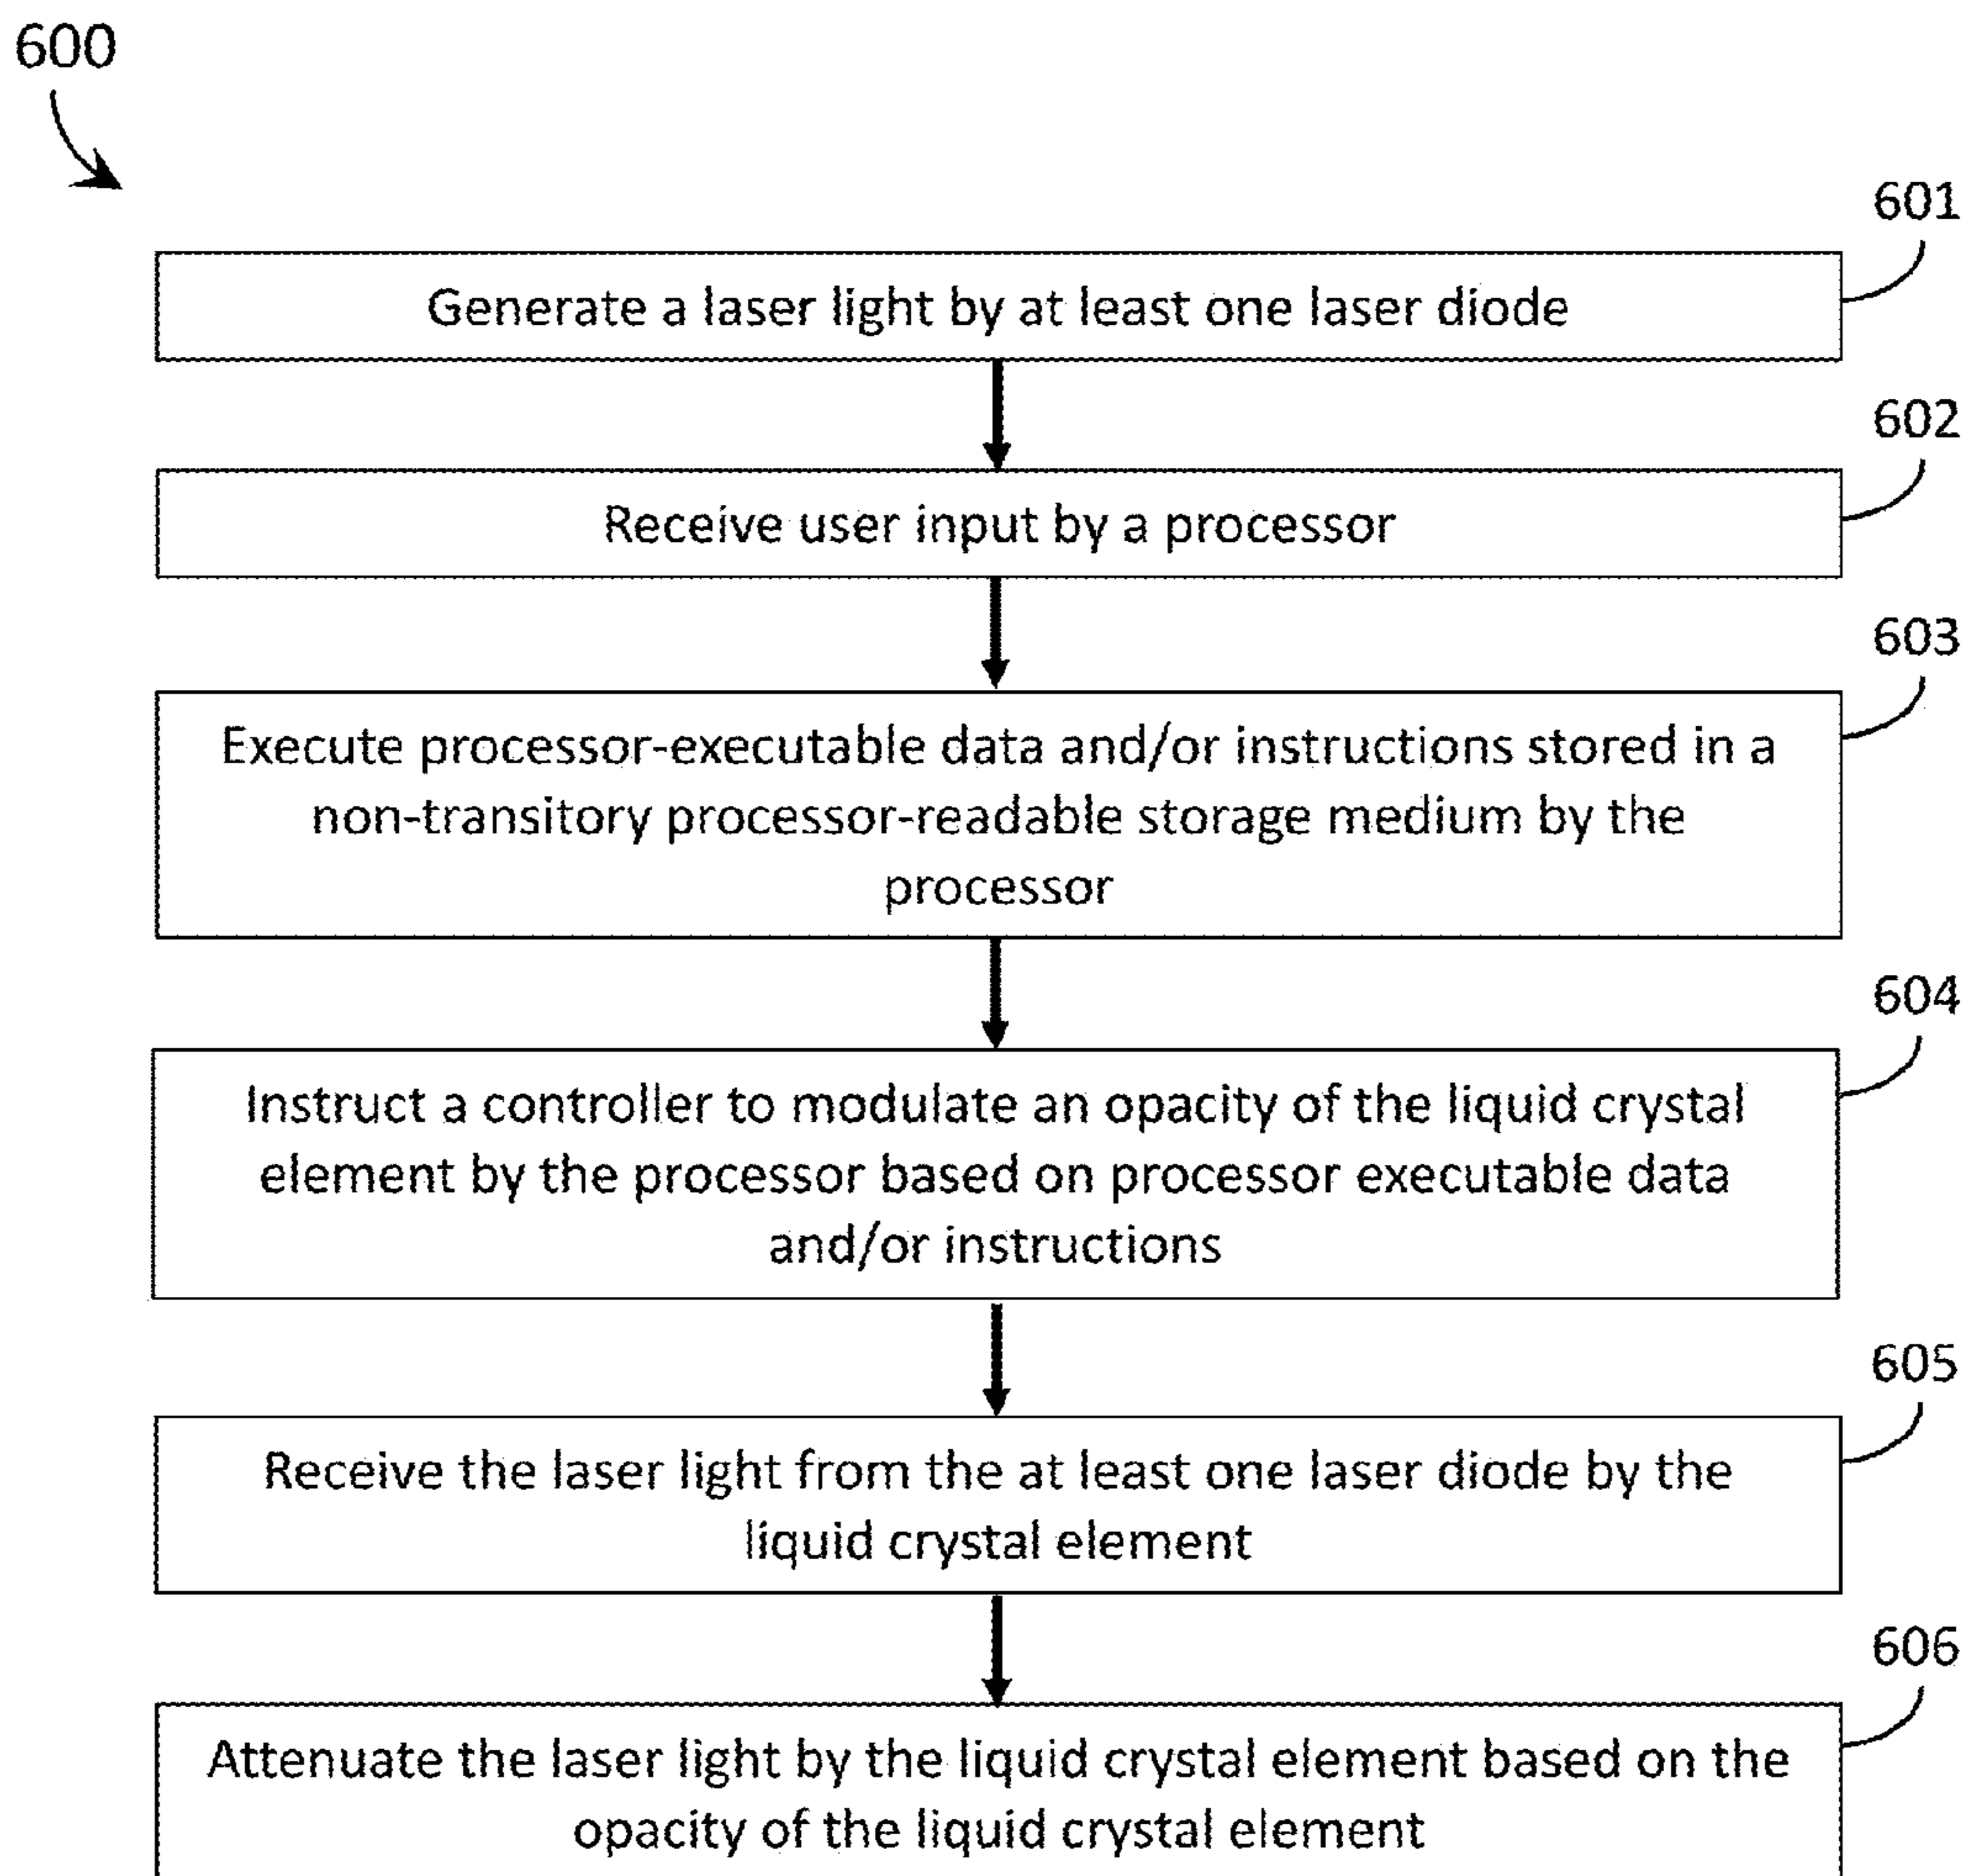 600
601
Generate a laser light by at least one laser diode
602
Receive user input by a processor
603
Execute processor-executable data and/or instructions stored in a
non-transitory processor-readable storage medium by the
processor
604
Instruct a controller to modulate an opacity of the liquid crystal
element by the processor based on processor executable data
and/or instructions
605
Receive the laser light from the at least one laser diode by the
liquid crystal element
606
Attenuate the laser light by the liquid crystal element based on the
opacity of the liquid crystal element